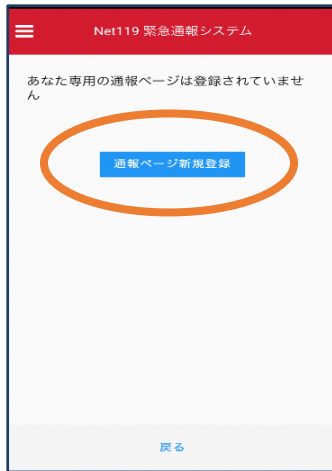 Net119 緊急通報システム
あなた専用の通報ページは登録されていませ
ん
通報ページ新規登録
戻る